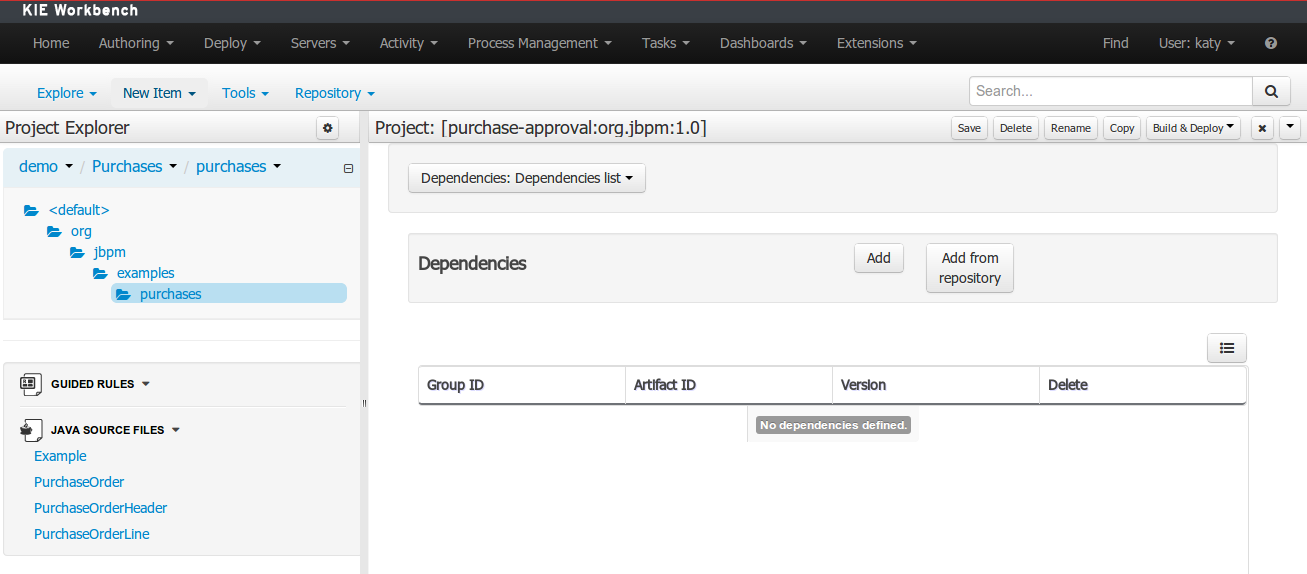 KIE Workbench
Home Authoring Deploy Servers Activity Process Management Tasks Dashboards Extensions Find User: katy ?
Explore New Item Tools Repository Search...
Project Explorer
Project: [purchase-approval:org.jbpm:1.0] Save Delete Rename Copy Build & Deploy
demo / Purchases / purchases
Dependencies: Dependencies list
<default>
org
jbpm
examples
purchases
Dependencies Add Add from
repository
GUIDED RULES
Group ID Artifact ID Version Delete
No dependencies defined.
JAVA SOURCE FILES
Example
PurchaseOrder
PurchaseOrderHeader
PurchaseOrderLine